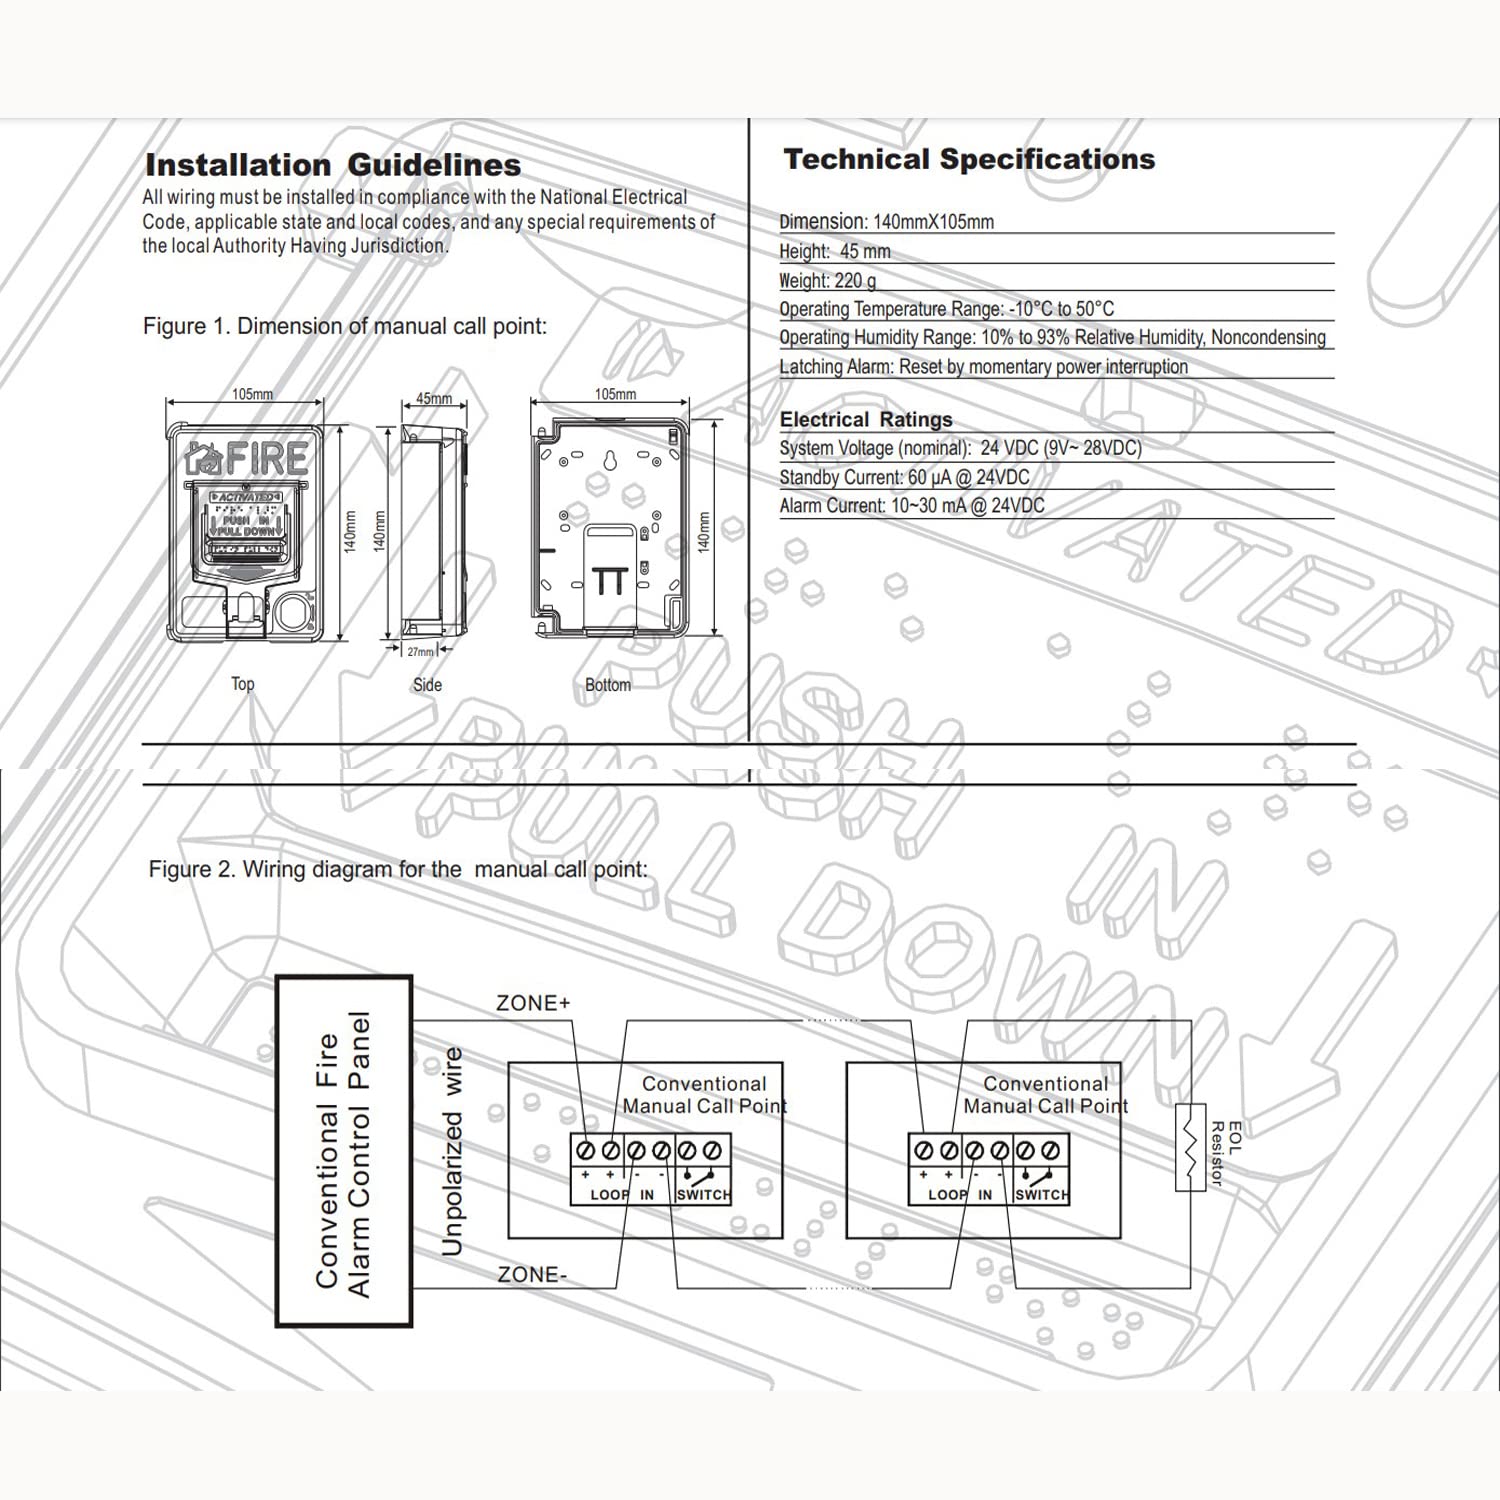 Installation Guidelines
All wiring must be installed in compliance with the National Electrical
Code, applicable state and local codes, and any special requirements of
the local Authority Having Jurisdiction.
Figure 1. Dimension of manual call point:
105mm
45mm
105mm
FIRE
ACTIVATED
PUSH IN
PULL DOWN
140mm
140mm
140mm
27mm
Top
Side
Bottom
Technical Specifications
Dimension: 140mmX105mm
Height: 45 mm
Weight: 220 g
Operating Temperature Range: -10°C to 50°C
Operating Humidity Range: 10% to 93% Relative Humidity, Noncondensing
Latching Alarm: Reset by momentary power interruption
Electrical Ratings
System Voltage (nominal): 24 VDC (9V~ 28VDC)
Standby Current: 60 µA @ 24VDC
Alarm Current: 10~30 mA @ 24VDC
ACTIVATED
PUSH IN
PULL DOWN
Figure 2. Wiring diagram for the manual call point:
Conventional Fire
Alarm Control Panel
Unpolarized wire
ZONE+
ZONE-
Conventional
Manual Call Point
+ + - -
LOOP IN SWITCH
Conventional
Manual Call Point
+ + - -
LOOP IN SWITCH
EOL
Resistor